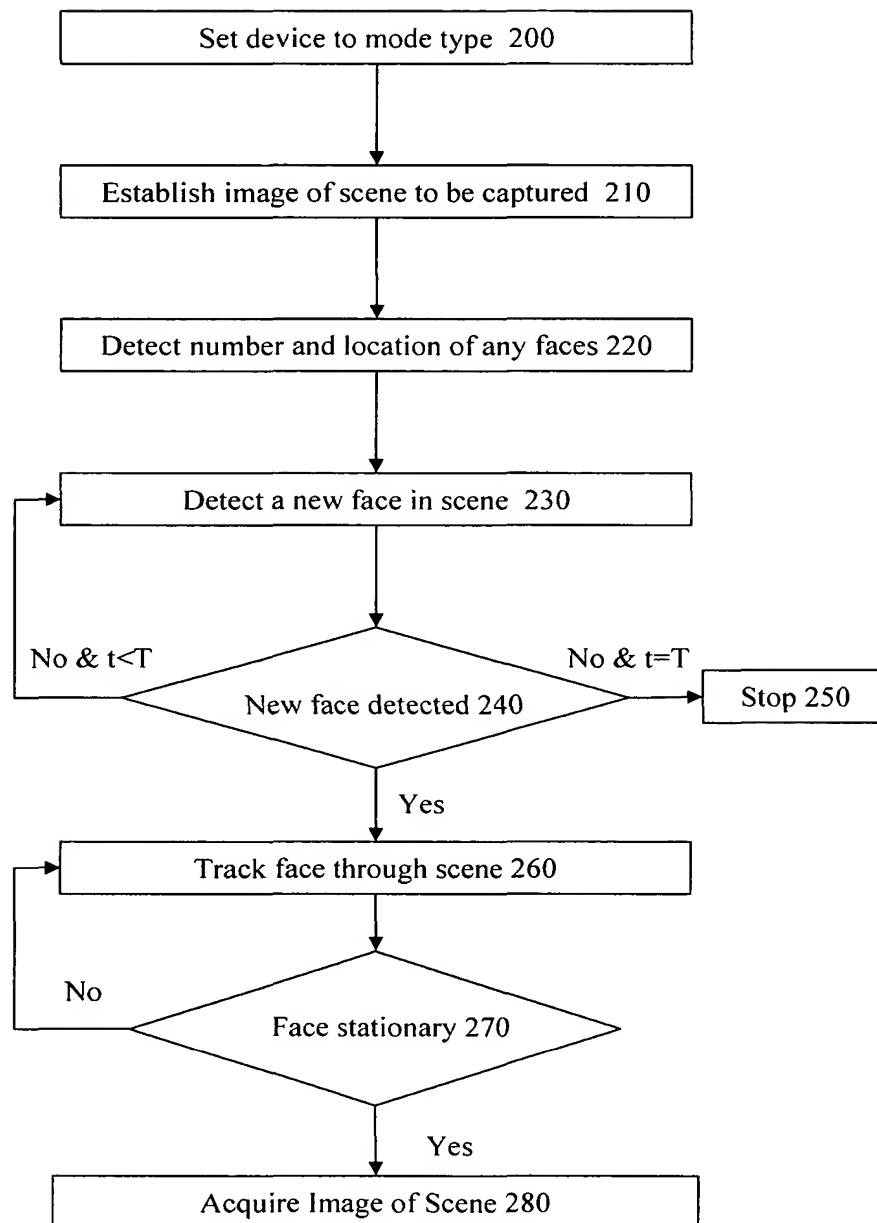 Set device to mode type 200
Establish image of scene to be captured 210
Detect number and location of any faces 220
Detect a new face in scene 230
No & t<T
No & t=T
New face detected 240
Stop 250
Yes
Track face through scene 260
No
Face stationary 270
Yes
Acquire Image of Scene 280